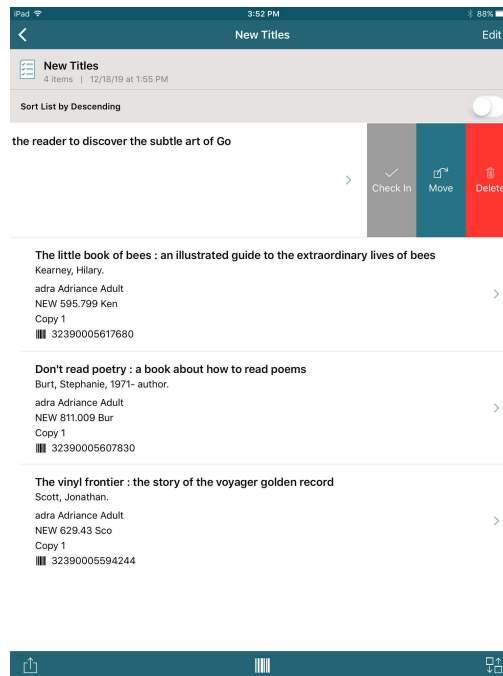 iPad 3:52 PM 88%
New Titles Edit
New Titles
4 items | 12/18/19 at 1:55 PM
Sort List by Descending
the reader to discover the subtle art of Go
Check In Move Delete
The little book of bees : an illustrated guide to the extraordinary lives of bees
Kearney, Hilary.
adra Adriance Adult
NEW 595.799 Ken
Copy 1
32390005617680
Don't read poetry : a book about how to read poems
Burt, Stephanie, 1971- author.
adra Adriance Adult
NEW 811.009 Bur
Copy 1
32390005607830
The vinyl frontier : the story of the voyager golden record
Scott, Jonathan.
adra Adriance Adult
NEW 629.43 Sco
Copy 1
32390005594244